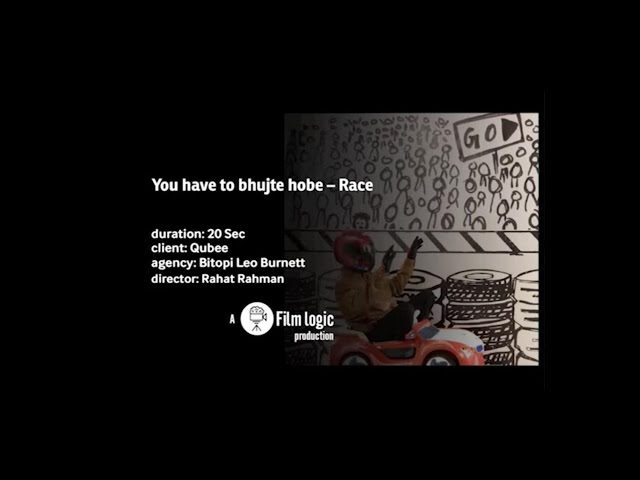 GO
You have to bhujte hobe – Race
duration: 20 Sec
client: Qubee
agency: Bitopi Leo Burnett
director: Rahat Rahman
A Film logic
production